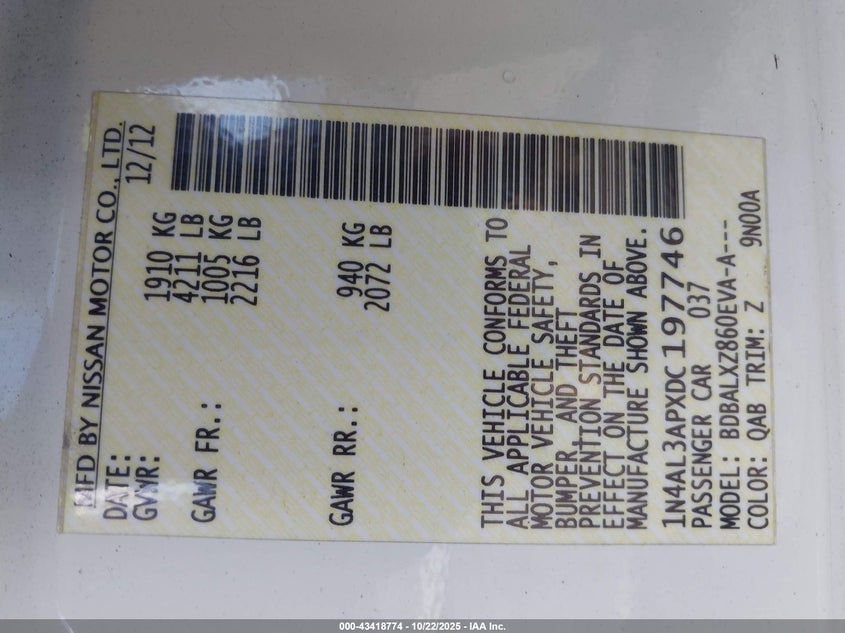 MFD BY NISSAN MOTOR CO., LTD.
DATE: 12/12
GVWR: 1910 KG
4211 LB
GAWR FR.: 1005 KG
2216 LB
GAWR RR.: 940 KG
2072 LB
THIS VEHICLE CONFORMS TO
ALL APPLICABLE FEDERAL
MOTOR VEHICLE SAFETY,
BUMPER, AND THEFT
PREVENTION STANDARDS IN
EFFECT ON THE DATE OF
MANUFACTURE SHOWN ABOVE.
1N4AL3APXDC197746
PASSENGER CAR 037
MODEL: BDBALXZ860EVA-A---
COLOR: QAB TRIM: Z 9N00A
000-43418774 - 10/22/2025 - IAA Inc.